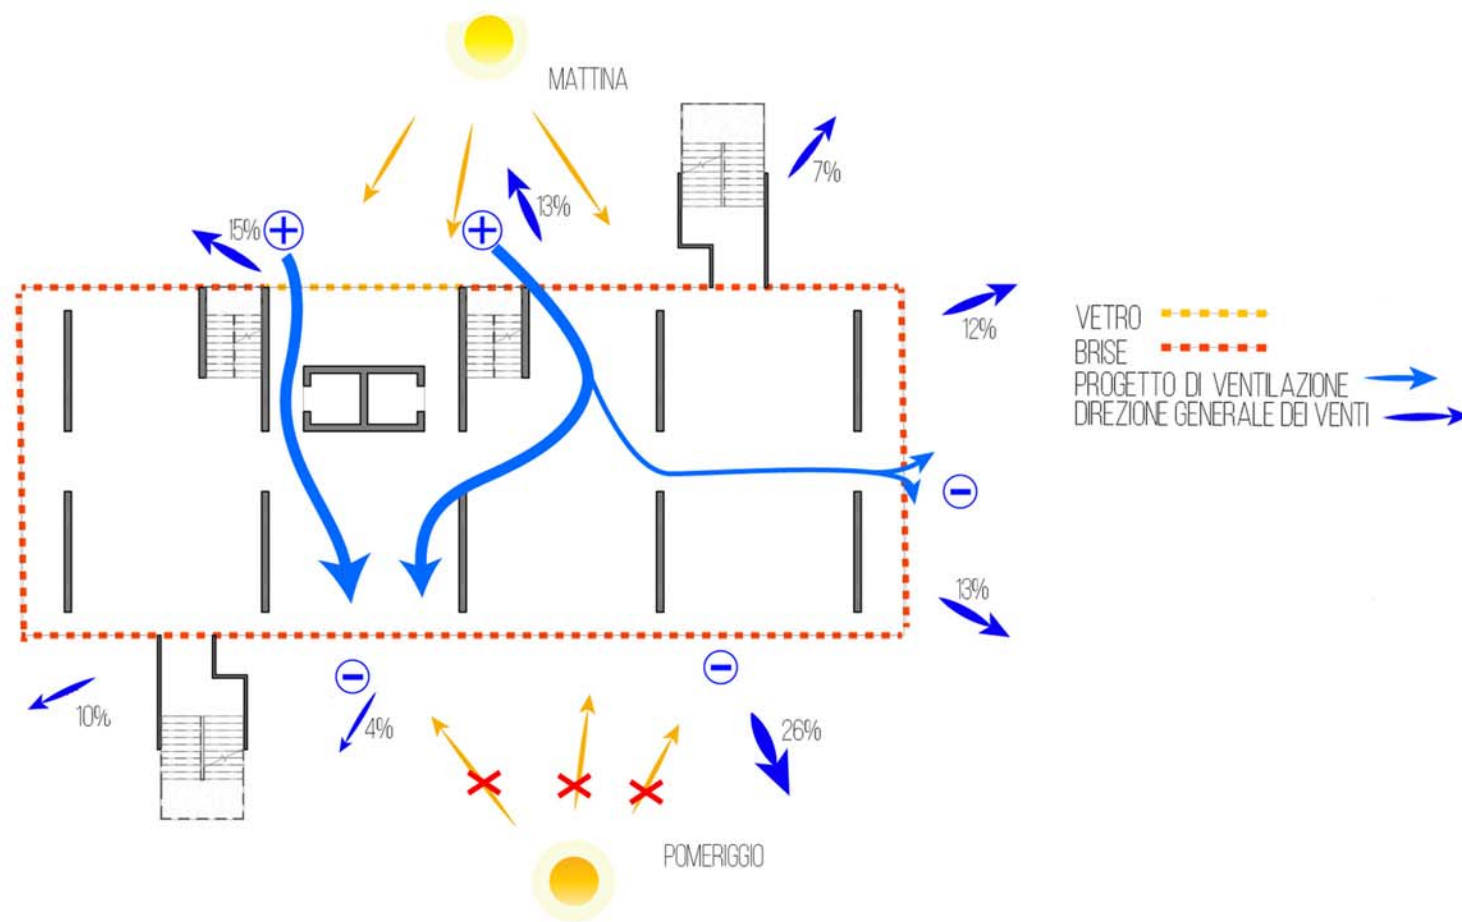 MATTINA
7%
13%
15%
12%
VETRO
BRISE
PROGETTO DI VENTILAZIONE
DIREZIONE GENERALE DEI VENTI
13%
10%
4%
26%
POMERIGGIO